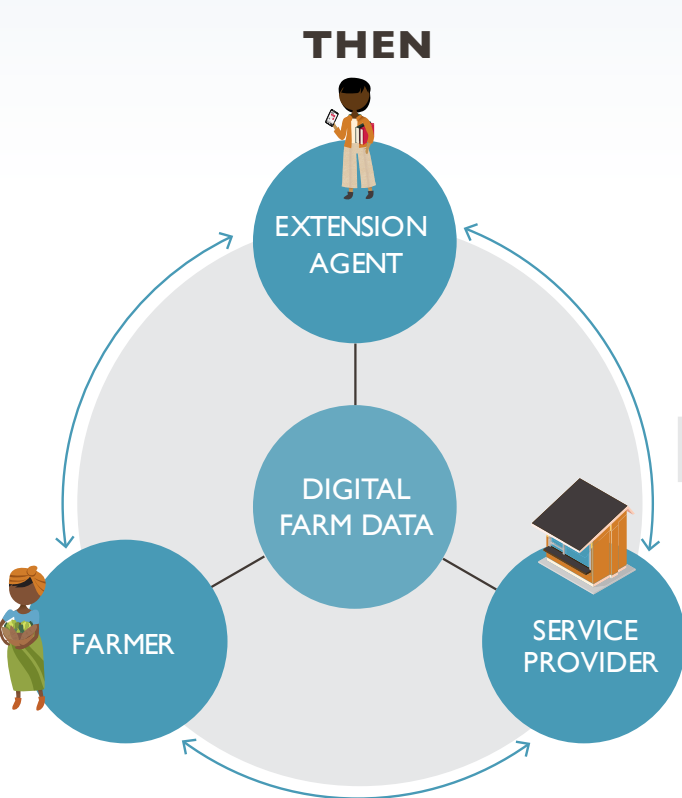 THEN
EXTENSION
AGENT
DIGITAL
FARM DATA
FARMER
SERVICE
PROVIDER